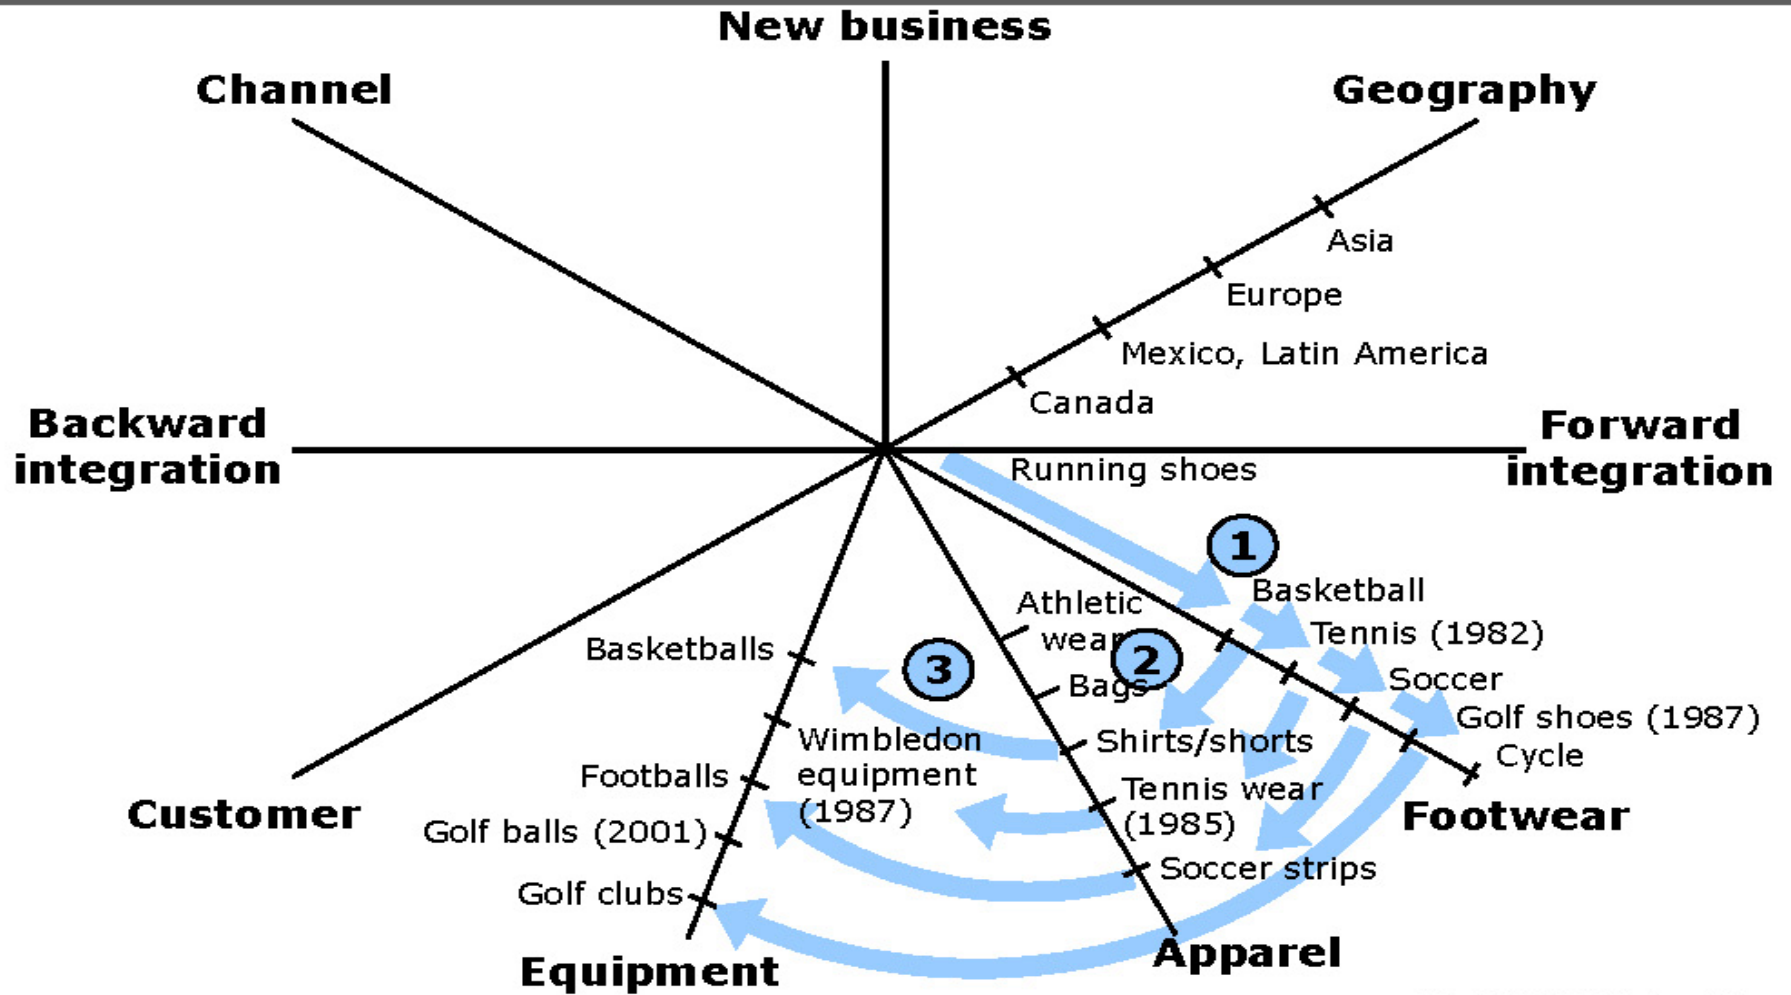 New business
Channel
Geography
Asia
Europe
Mexico, Latin America
Canada
Backward
integration
Forward
integration
Running shoes
1
Basketball
Tennis (1982)
Soccer
Golf shoes (1987)
Cycle
Footwear
Athletic
wear
2
Bags
Shirts/shorts
Tennis wear
(1985)
Soccer strips
Apparel
3
Basketballs
Wimbledon
equipment
(1987)
Footballs
Golf balls (2001)
Golf clubs
Equipment
Customer